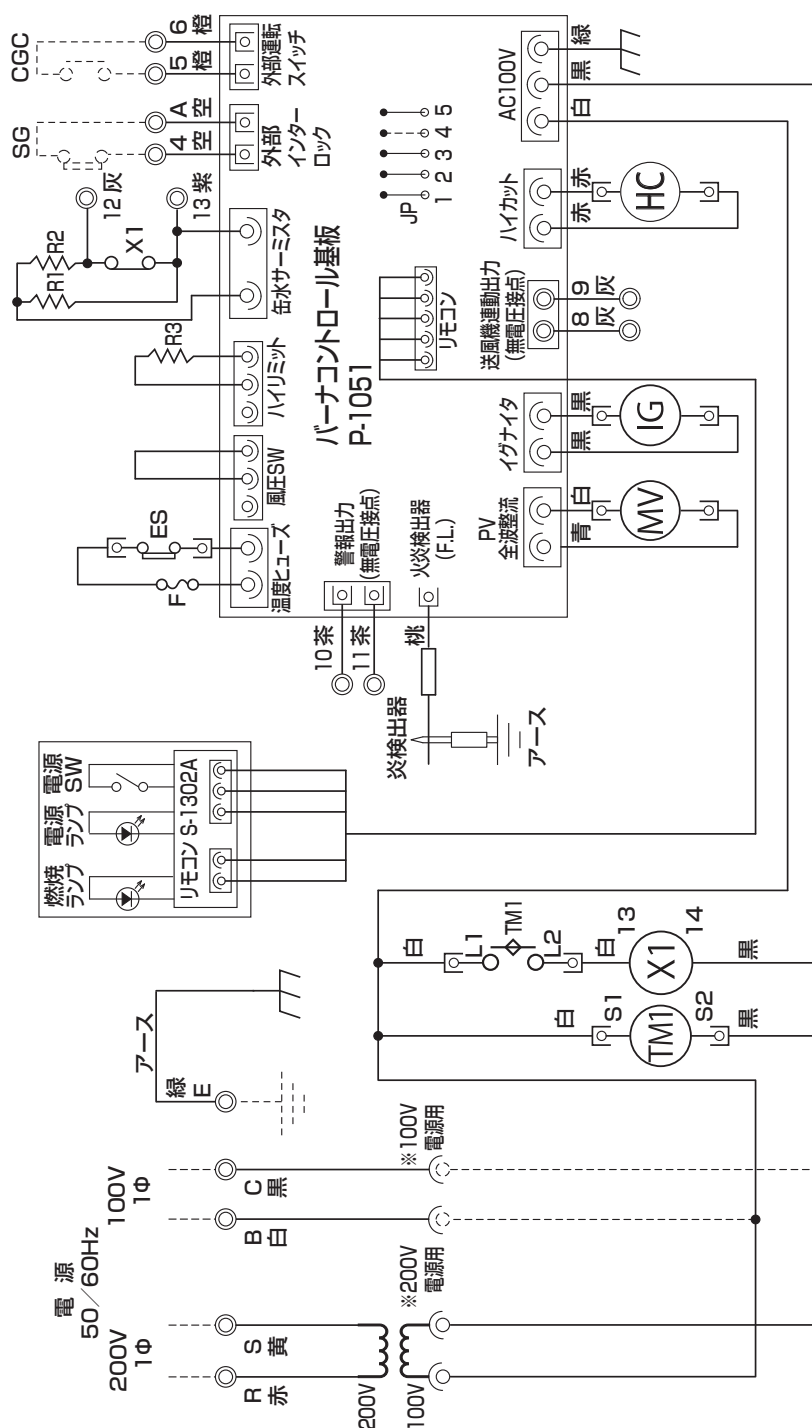 電 源
50／60Hz
200V
1Φ
100V
1Φ
R
赤
S
黄
B
白
C
黒
緑
E
アース
200V
100V
※200V
電源用
※100V
電源用
燃焼
ランプ
電源
ランプ
電源
SW
リモコン S-1302A
白
S1
TM1
S2
黒
白
L1
TM1
L2
白
13
X1
14
黒
炎検出器
アース
10 茶
11 茶
桃
警報出力
(無電圧接点)
火炎検出器
(F.L.)
F
ES
温度ヒューズ
風圧SW
R3
ハイリミット
R1
R2
X1
12 灰
13 紫
缶水サーミスタ
SG
4 空
A 空
外部
インター
ロック
CGC
5 橙
6 橙
外部運転
スイッチ
バーナコントロール基板
P-1051
JP
1
2
3
4
5
リモコン
PV
全波整流
青
白
MV
イグナイタ
黒
黒
IG
送風機連動出力
(無電圧接点)
8 灰
9 灰
ハイカット
赤
赤
HC
AC100V
白
黒
緑